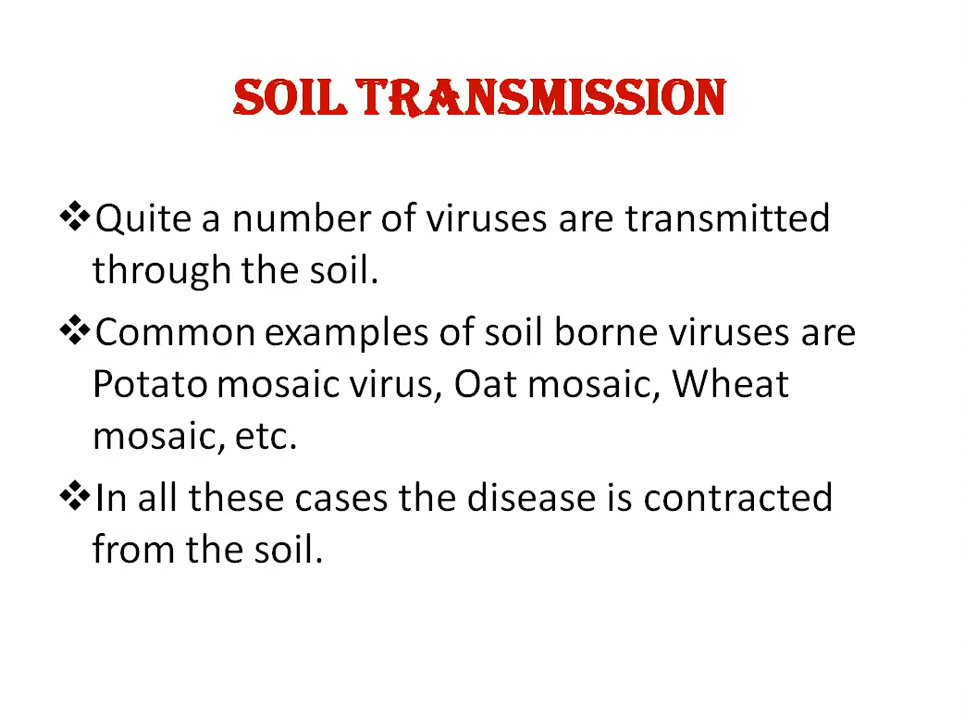 SOIL TRANSMISSION
❖Quite a number of viruses are transmitted
through the soil.
❖Common examples of soil borne viruses are
Potato mosaic virus, Oat mosaic, Wheat
mosaic, etc.
❖In all these cases the disease is contracted
from the soil.